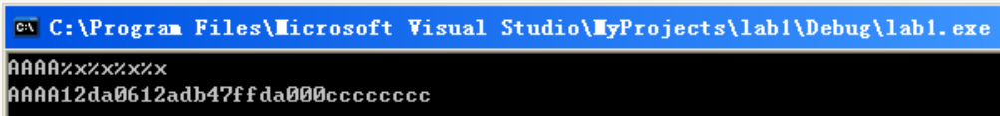 C:\Program Files\Microsoft Visual Studio\MyProjects\lab1\Debug\lab1.exe
AAAA%x%x%x%x
AAAA12da0612adb47ffda000cccccccc